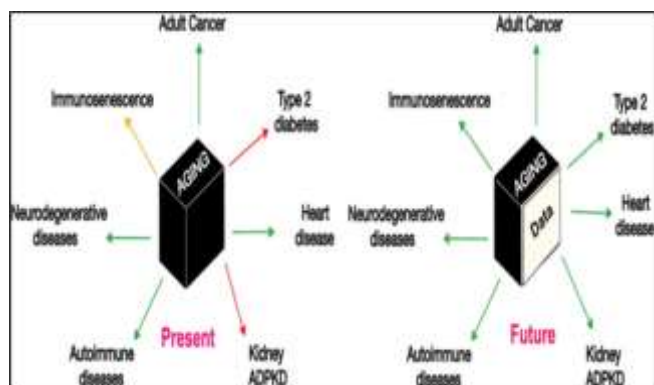 Adult Cancer
Immunosenescence
Type 2
diabetes
AGING
Neurodegenerative
diseases
Heart
disease
Present
Autoimmune
diseases
Kidney
ADPKD
Adult Cancer
Immunosenescence
Type 2
diabetes
AGING
Data
Neurodegenerative
diseases
Heart
disease
Future
Autoimmune
diseases
Kidney
ADPKD